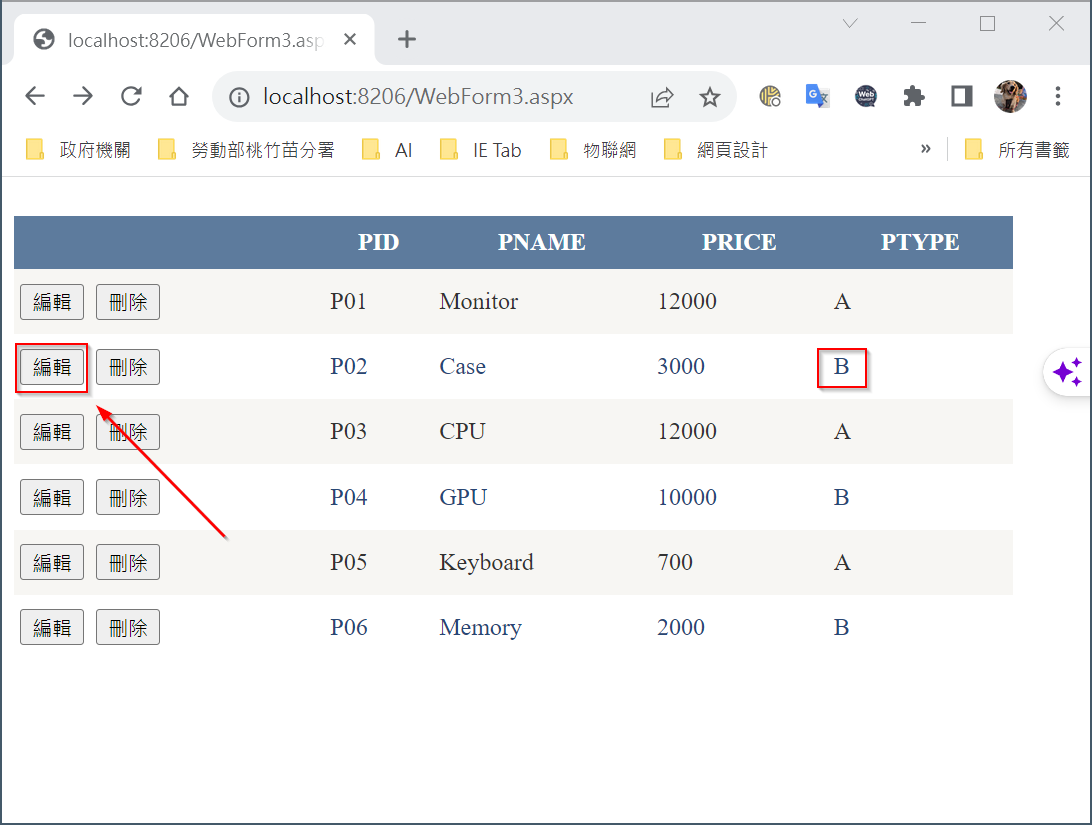 localhost:8206/WebForm3.asp
localhost:8206/WebForm3.aspx
政府機關 勞動部桃竹苗分署 AI IE Tab 物聯網 網頁設計 » 所有書籤
PID PNAME PRICE PTYPE
編輯 刪除 P01 Monitor 12000 A
編輯 刪除 P02 Case 3000 B
編輯 刪除 P03 CPU 12000 A
編輯 刪除 P04 GPU 10000 B
編輯 刪除 P05 Keyboard 700 A
編輯 刪除 P06 Memory 2000 B